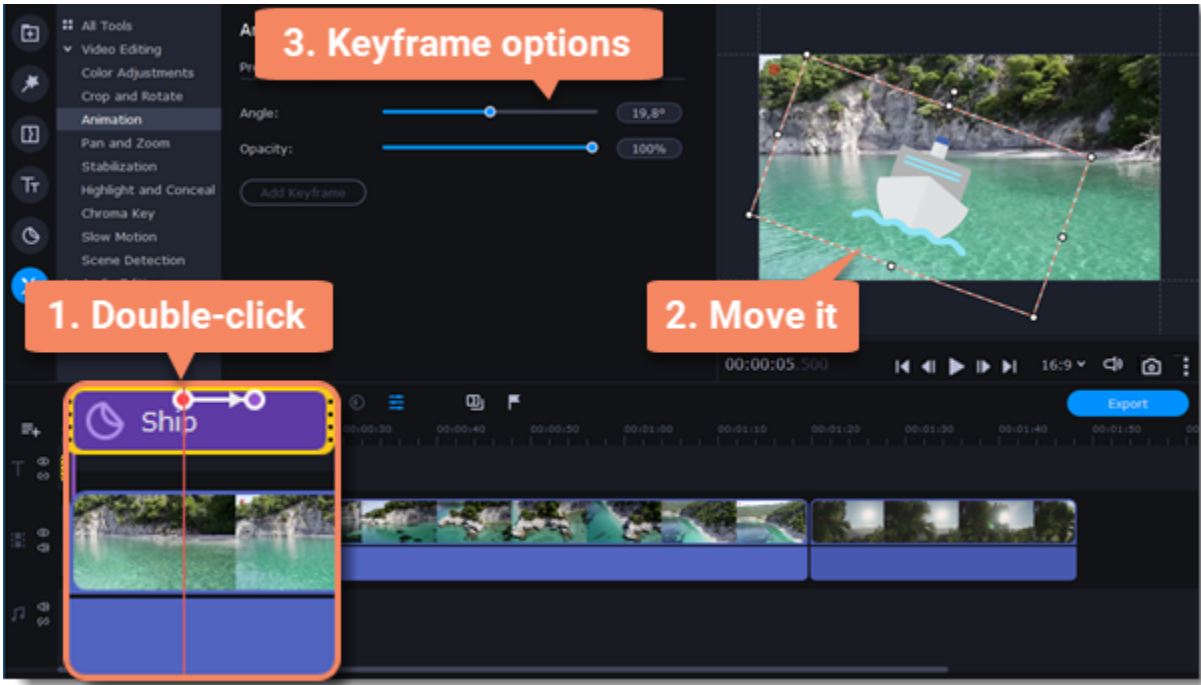 All Tools
Video Editing
Color Adjustments
Crop and Rotate
Animation
Pan and Zoom
Stabilization
Highlight and Conceal
Chroma Key
Slow Motion
Scene Detection
3. Keyframe options
Angle:
19,8º
Opacity:
100%
Add Keyframe
1. Double-click
2. Move it
00:00:05.500
16:9
Export
Ship
00:00:30
00:00:40
00:00:50
00:01:00
00:01:10
00:01:20
00:01:30
00:01:40
00:01:50